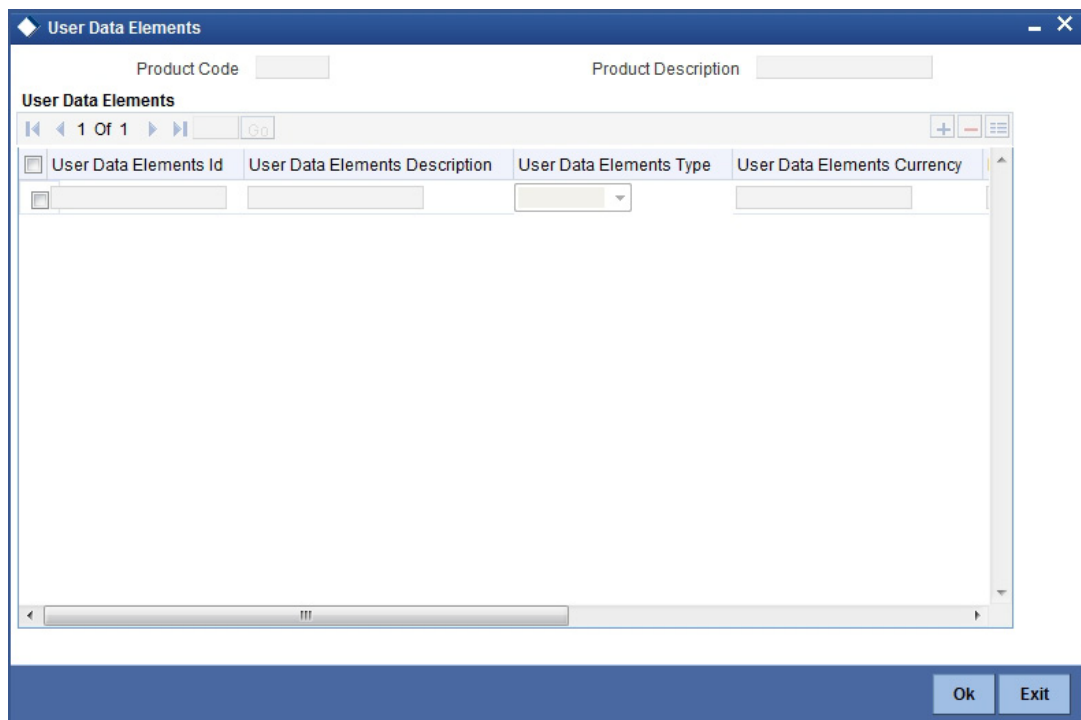 User Data Elements
Product Code Product Description
User Data Elements
1 Of 1 Go
User Data Elements Id User Data Elements Description User Data Elements Type User Data Elements Currency
Ok Exit